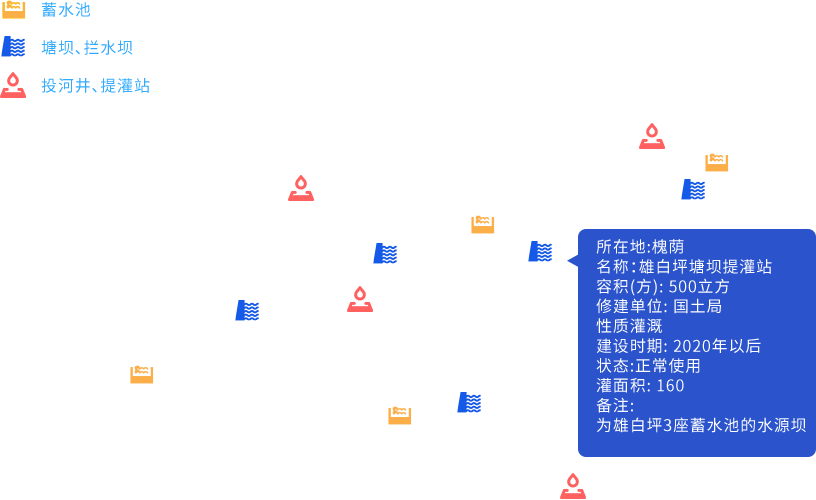 蓄水池
塘坝、拦水坝
投河井、提灌站
所在地:槐荫
名称：雄白坪塘坝提灌站
容积(方): 500立方
修建单位: 国土局
性质灌溉
建设时期: 2020年以后
状态:正常使用
灌面积: 160
备注:
为雄白坪3座蓄水池的水源坝